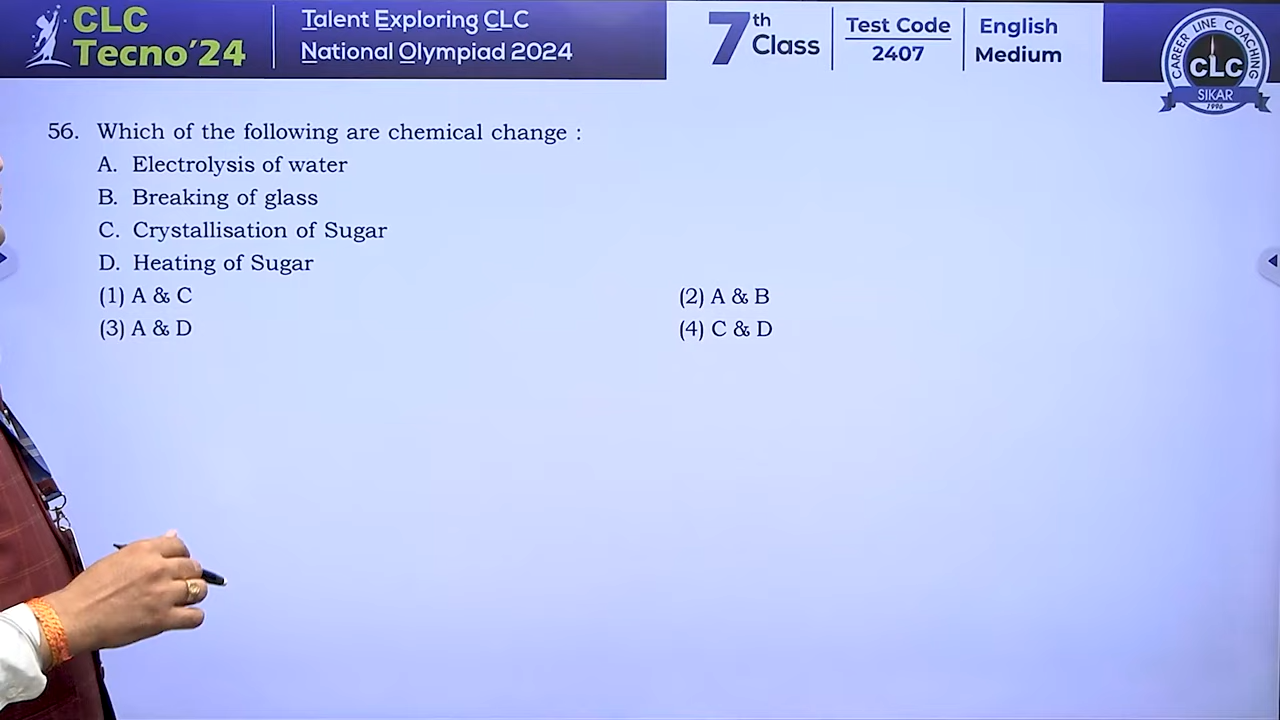 CLC
Tecno'24
Talent Exploring CLC
National Olympiad 2024
7th Class
Test Code
2407
English
Medium
CAREER LINE COACHING
CLC
SIKAR
1996
56. Which of the following are chemical change :
A. Electrolysis of water
B. Breaking of glass
C. Crystallisation of Sugar
D. Heating of Sugar
(1) A & C (2) A & B
(3) A & D (4) C & D